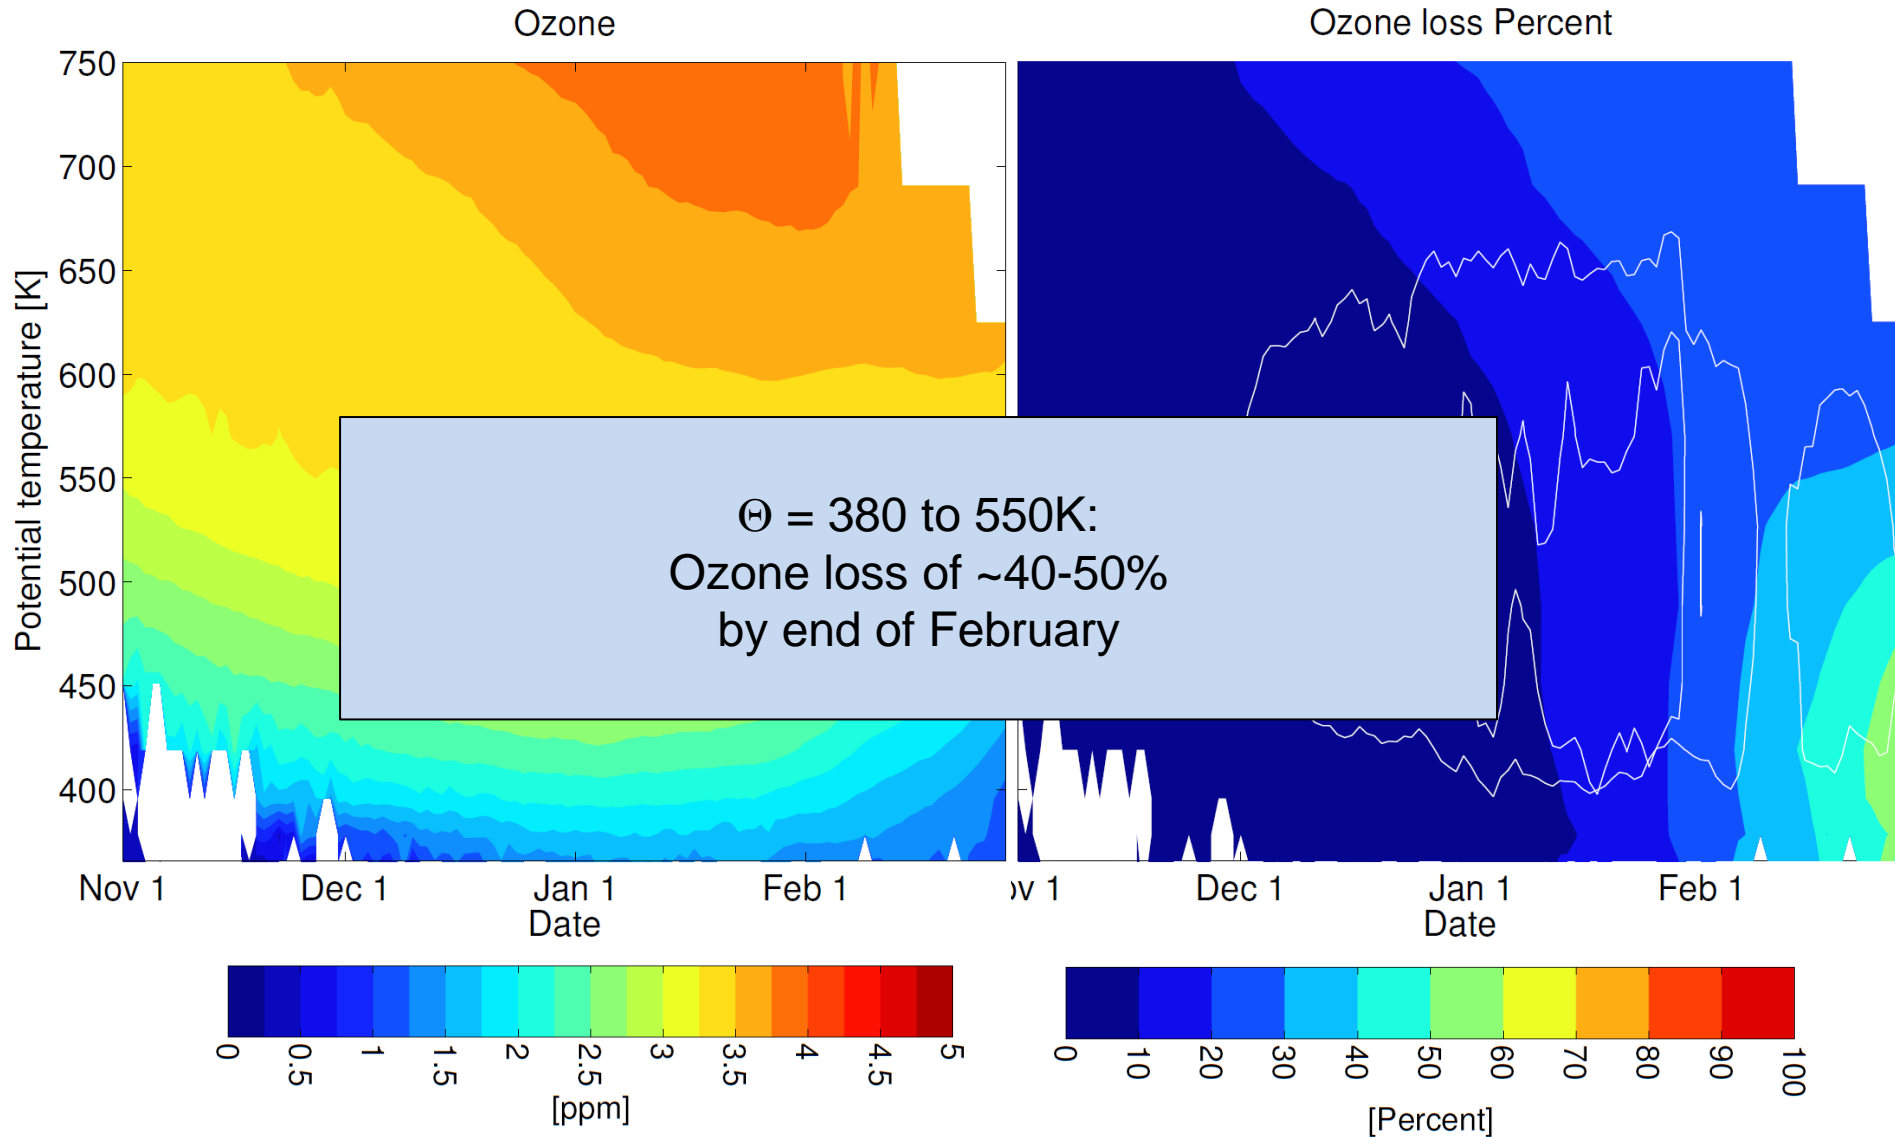 Ozone
Ozone loss Percent
750
700
650
600
550
500
450
400
Potential temperature [K]
Θ = 380 to 550K:
Ozone loss of ~40-50%
by end of February
Nov 1
Dec 1
Jan 1
Feb 1
Date
ov 1
Dec 1
Jan 1
Feb 1
Date
0
0.5
1
1.5
2
2.5
3
3.5
4
4.5
5
[ppm]
0
10
20
30
40
50
60
70
80
90
100
[Percent]